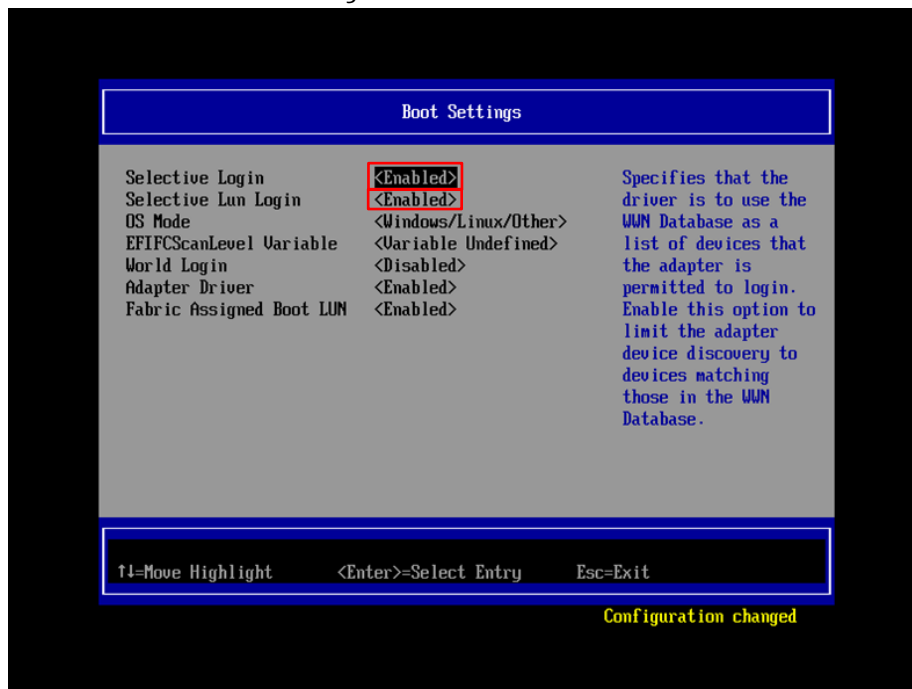 Boot Settings
Selective Login <Enabled>
Selective Lun Login <Enabled>
OS Mode <Windows/Linux/Other>
EFIFCScanLevel Variable <Variable Undefined>
World Login <Disabled>
Adapter Driver <Enabled>
Fabric Assigned Boot LUN <Enabled>
Specifies that the
driver is to use the
WWN Database as a
list of devices that
the adapter is
permitted to login.
Enable this option to
limit the adapter
device discovery to
devices matching
those in the WWN
Database.
↑↓=Move Highlight <Enter>=Select Entry Esc=Exit
Configuration changed